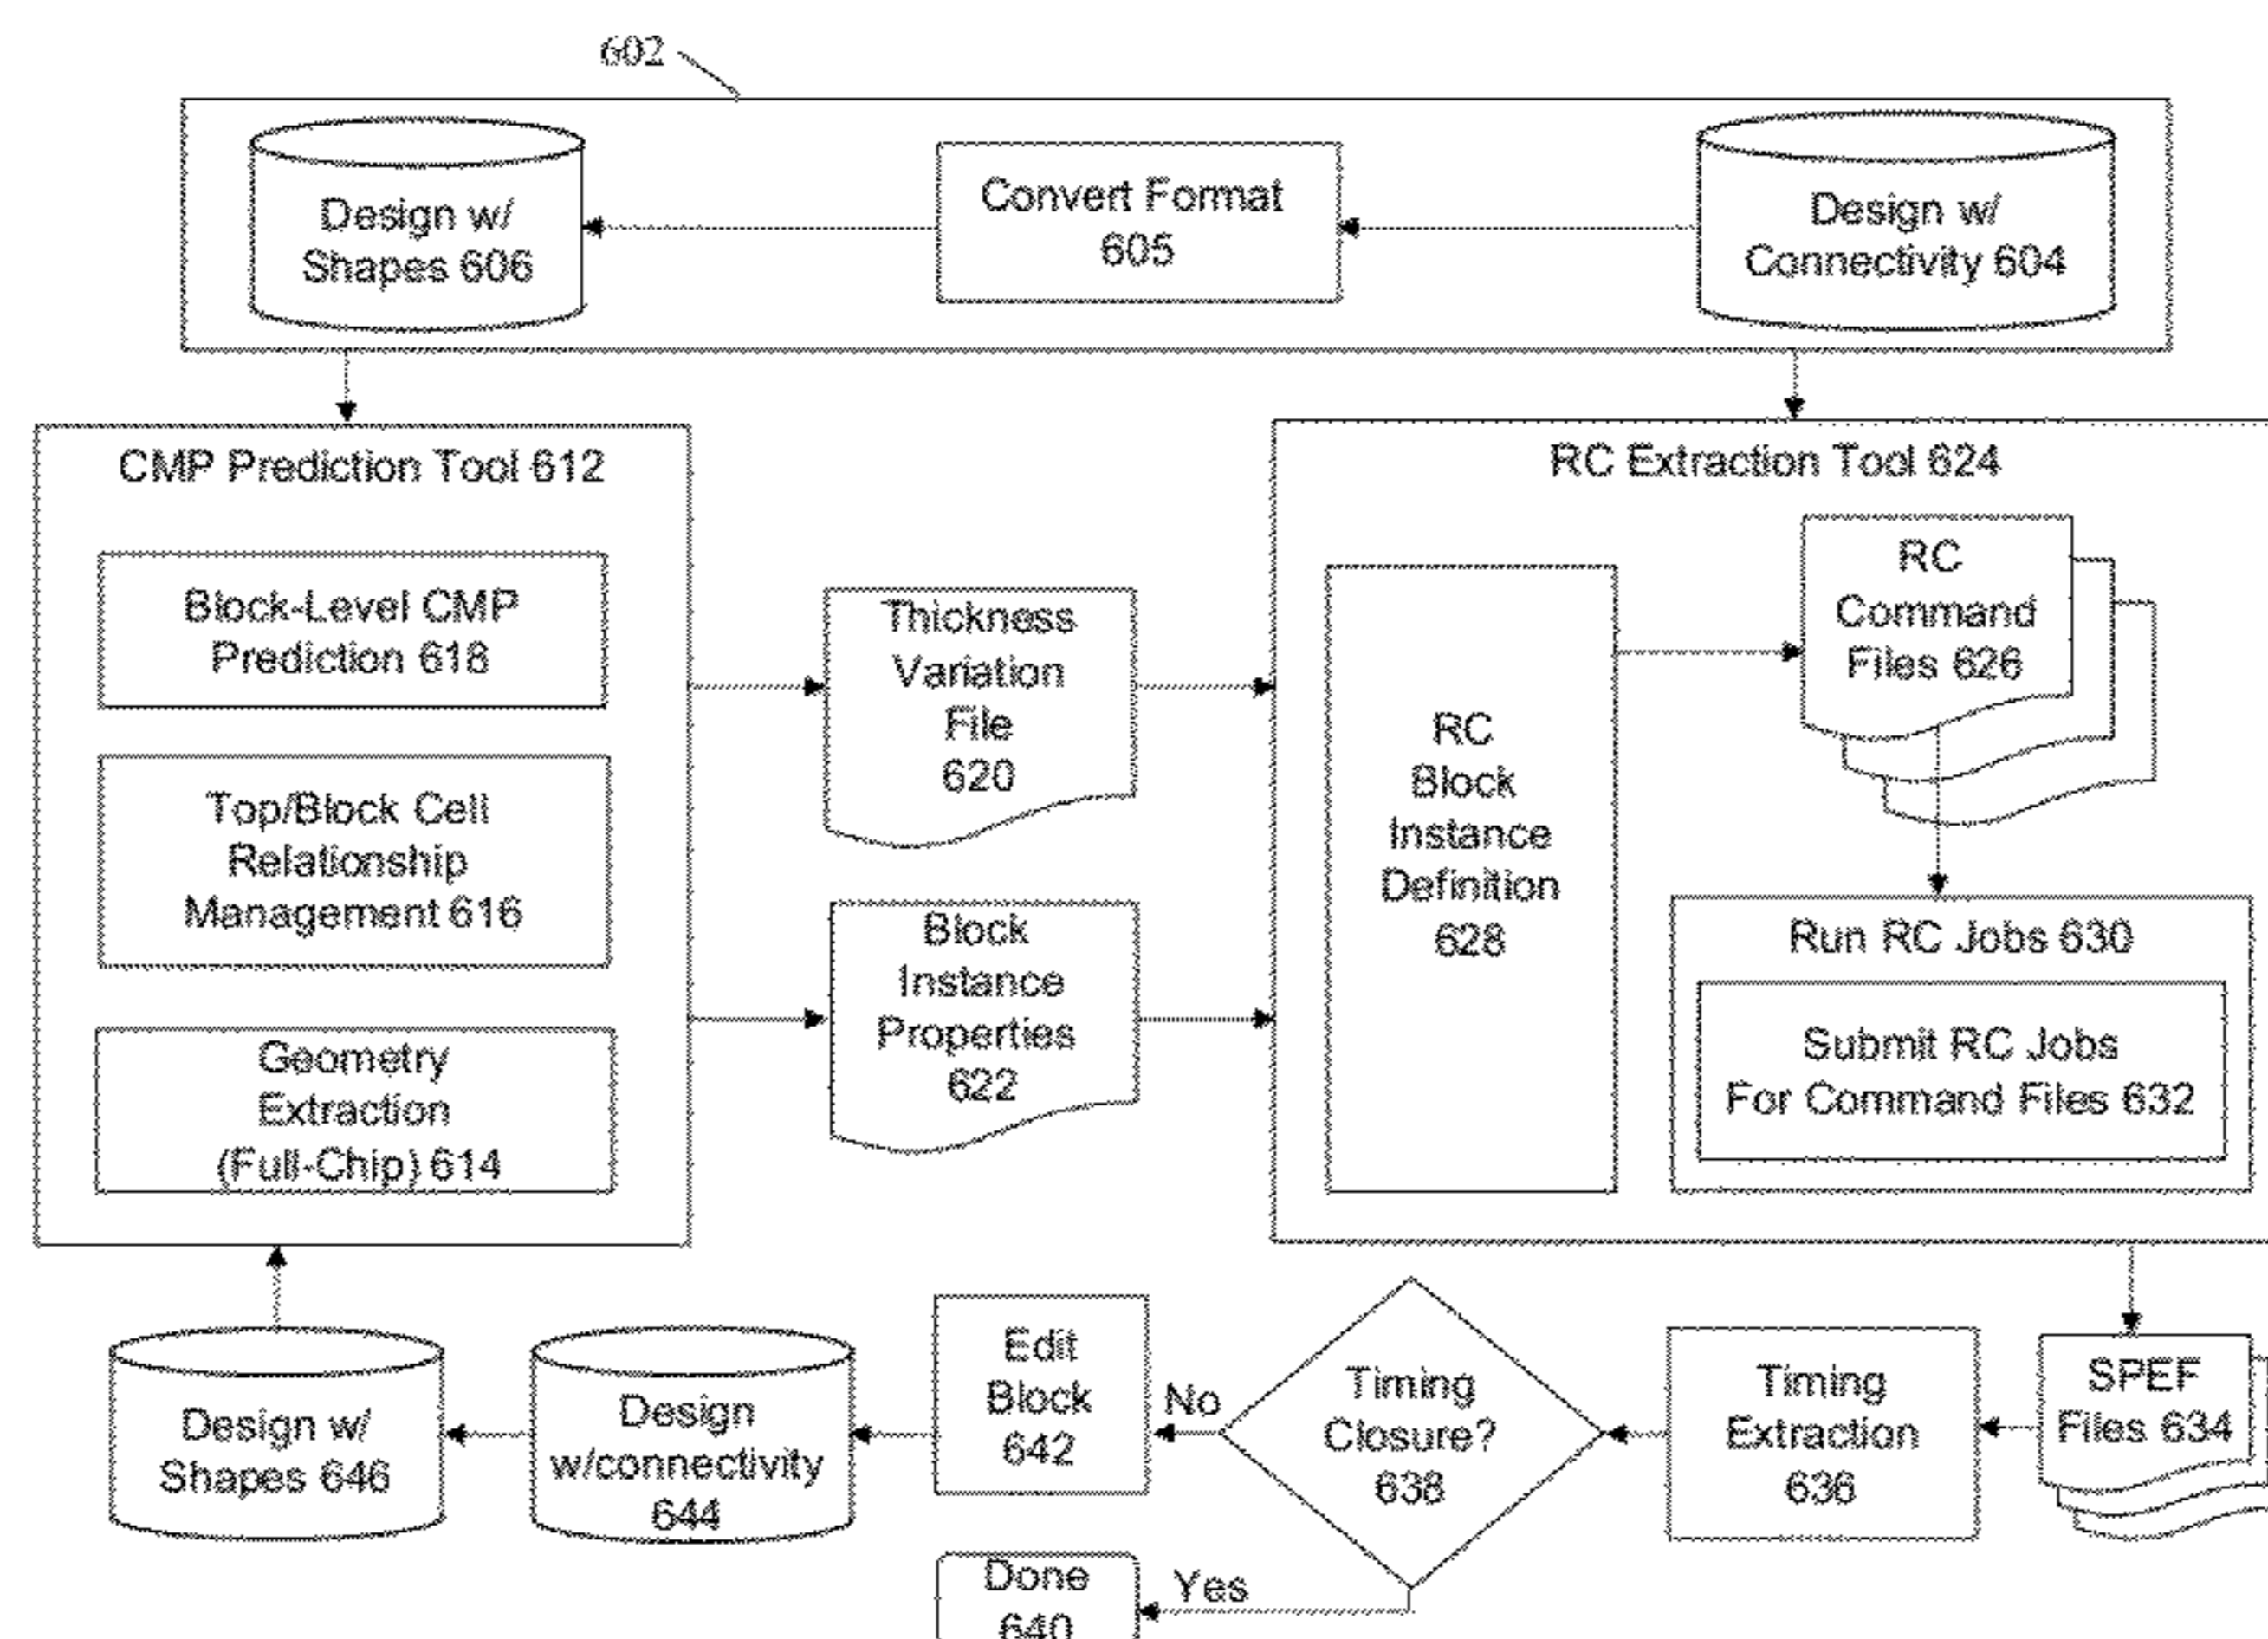 602
Design w/
Shapes 606
Convert Format
605
Design w/
Connectivity 604
CMP Prediction Tool 612
Block-Level CMP
Prediction 618
Top/Block Cell
Relationship
Management 616
Geometry
Extraction
(Full-Chip) 614
Thickness
Variation
File
620
Block
Instance
Properties
622
RC Extraction Tool 624
RC
Block
Instance
Definition
628
RC
Command
Files 626
Run RC Jobs 630
Submit RC Jobs
For Command Files 632
SPEF
Files 634
Timing
Extraction
636
Timing
Closure?
638
No
Edit
Block
642
Design
w/connectivity
644
Design w/
Shapes 646
Yes
Done
640